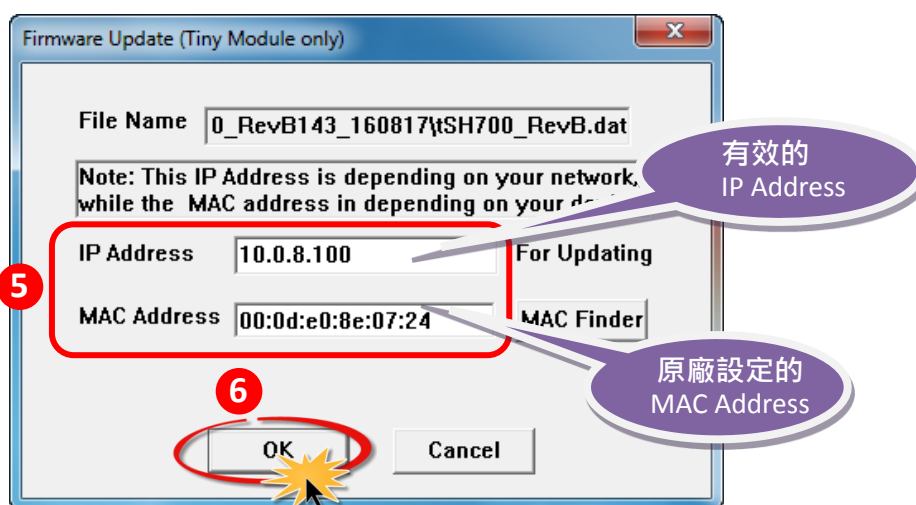 Firmware Update (Tiny Module only)
x
File Name 0_RevB143_160817\tSH700_RevB.dat
Note: This IP Address is depending on your network,
while the MAC address in depending on your
有效的
IP Address
5
IP Address 10.0.8.100 For Updating
MAC Address 00:0d:e0:8e:07:24 MAC Finder
原廠設定的
MAC Address
6
OK Cancel